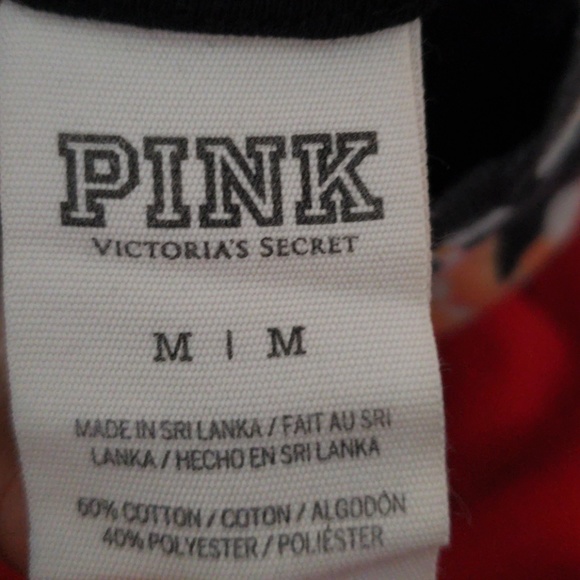 PINK
VICTORIA'S SECRET
M | M
MADE IN SRI LANKA / FAIT AU SRI
LANKA / HECHO EN SRI LANKA
60% COTTON / COTON / ALGODÓN
40% POLYESTER / POLIÉSTER